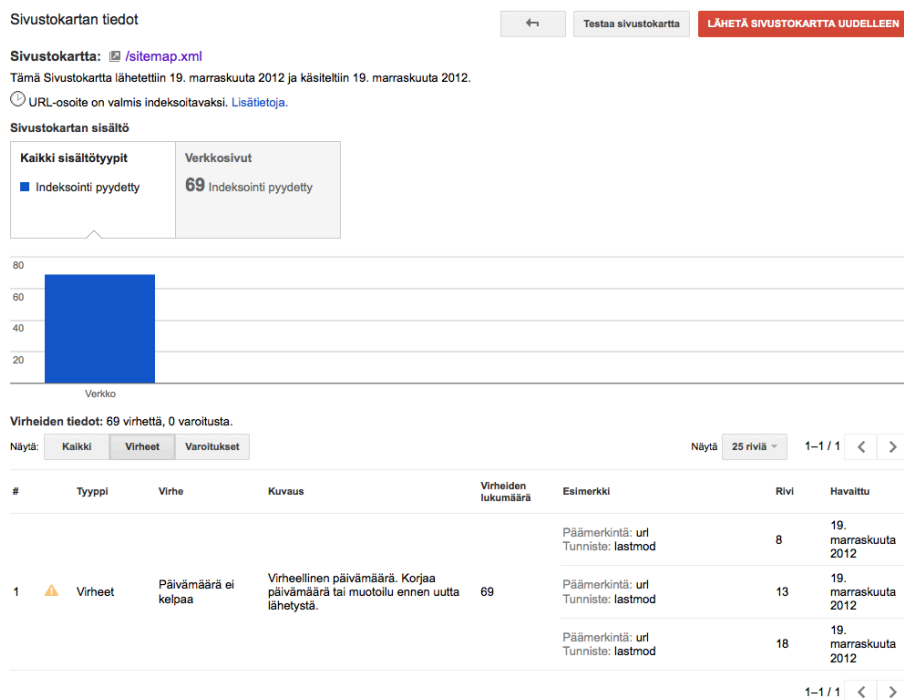 Sivustokartan tiedot
Testaa sivustokartta
LÄHETÄ SIVUSTOKARTTA UUDELLEEN
Sivustokartta: /sitemap.xml
Tämä Sivustokartta lähetettiin 19. marraskuuta 2012 ja käsiteltiin 19. marraskuuta 2012.
URL-osoite on valmis indeksoitavaksi. Lisätietoja.
Sivustokartan sisältö
Kaikki sisältötyypit
Indeksointi pyydetty
Verkkosivut
69 Indeksointi pyydetty
80
60
40
20
Verkko
Virheiden tiedot: 69 virhettä, 0 varoitusta.
Näytä: Kaikki Virheet Varoitukset
Näytä 25 riviä 1–1 / 1
# Tyyppi Virhe Kuvaus Virheiden lukumäärä Esimerkki Rivi Havaittu
1 Virheet
Päivämäärä ei
kelpaa
Virheellinen päivämäärä. Korjaa
päivämäärä tai muotoilu ennen uutta
lähetystä.
69
Päämerkintä: url
Tunniste: lastmod
8
19.
marraskuuta
2012
Päämerkintä: url
Tunniste: lastmod
13
19.
marraskuuta
2012
Päämerkintä: url
Tunniste: lastmod
18
19.
marraskuuta
2012
1–1 / 1